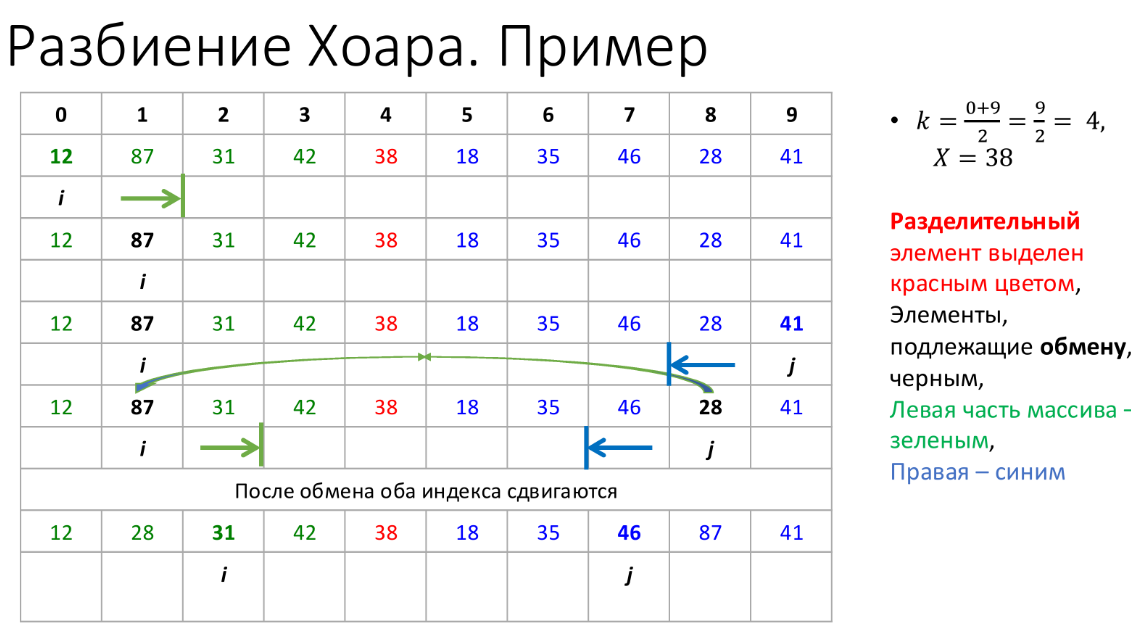 Разбиение Хоара. Пример
0 1 2 3 4 5 6 7 8 9
12 87 31 42 38 18 35 46 28 41
i
12 87 31 42 38 18 35 46 28 41
i
12 87 31 42 38 18 35 46 28 41
i j
12 87 31 42 38 18 35 46 28 41
i j
После обмена оба индекса сдвигаются
12 28 31 42 38 18 35 46 87 41
i j
• k = (0+9)/2 = 9/2 = 4,
X = 38
Разделительный
элемент выделен
красным цветом,
Элементы,
подлежащие обмену,
черным,
Левая часть массива –
зеленым,
Правая – синим